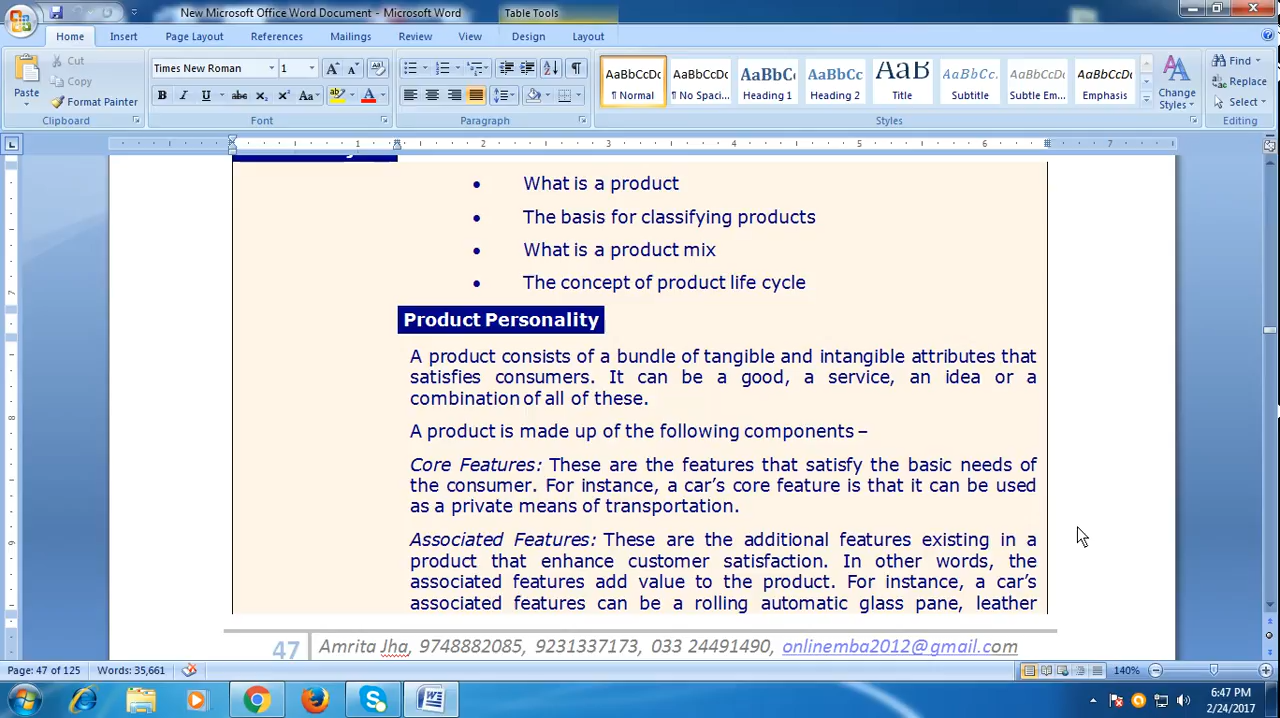 New Microsoft Office Word Document - Microsoft Word
Table Tools
Home Insert Page Layout References Mailings Review View Design Layout
Paste
Cut
Copy
Format Painter
Clipboard
Times New Roman 1
Font
Paragraph
AaBbCcDc AaBbCcDc AaBbC AaBbCc AaB AaBbCc. AaBbCc. AaBbCcDc
¶ Normal ¶ No Spaci... Heading 1 Heading 2 Title Subtitle Subtle Em... Emphasis
Change Styles
Styles
Find
Replace
Select
Editing
1 2 3 4 5 6 7
• What is a product
• The basis for classifying products
• What is a product mix
• The concept of product life cycle
Product Personality
A product consists of a bundle of tangible and intangible attributes that
satisfies consumers. It can be a good, a service, an idea or a
combination of all of these.
A product is made up of the following components –
Core Features: These are the features that satisfy the basic needs of
the consumer. For instance, a car's core feature is that it can be used
as a private means of transportation.
Associated Features: These are the additional features existing in a
product that enhance customer satisfaction. In other words, the
associated features add value to the product. For instance, a car's
associated features can be a rolling automatic glass pane, leather
47 Amrita Jha, 9748882085, 9231337173, 033 24491490, onlinemba2012@gmail.com
Page: 47 of 125 Words: 35,661 140%
6:47 PM
2/24/2017